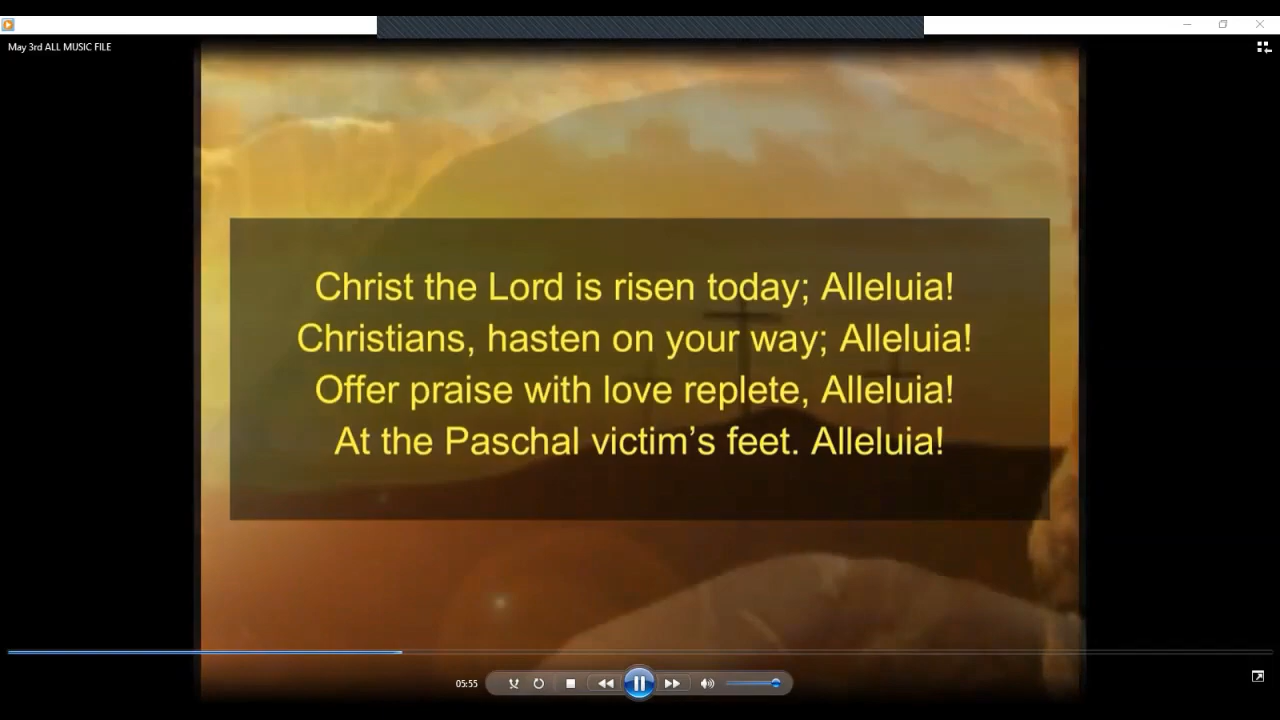 May 3rd ALL MUSIC FILE
Christ the Lord is risen today; Alleluia!
Christians, hasten on your way; Alleluia!
Offer praise with love replete, Alleluia!
At the Paschal victim’s feet. Alleluia!
05:55